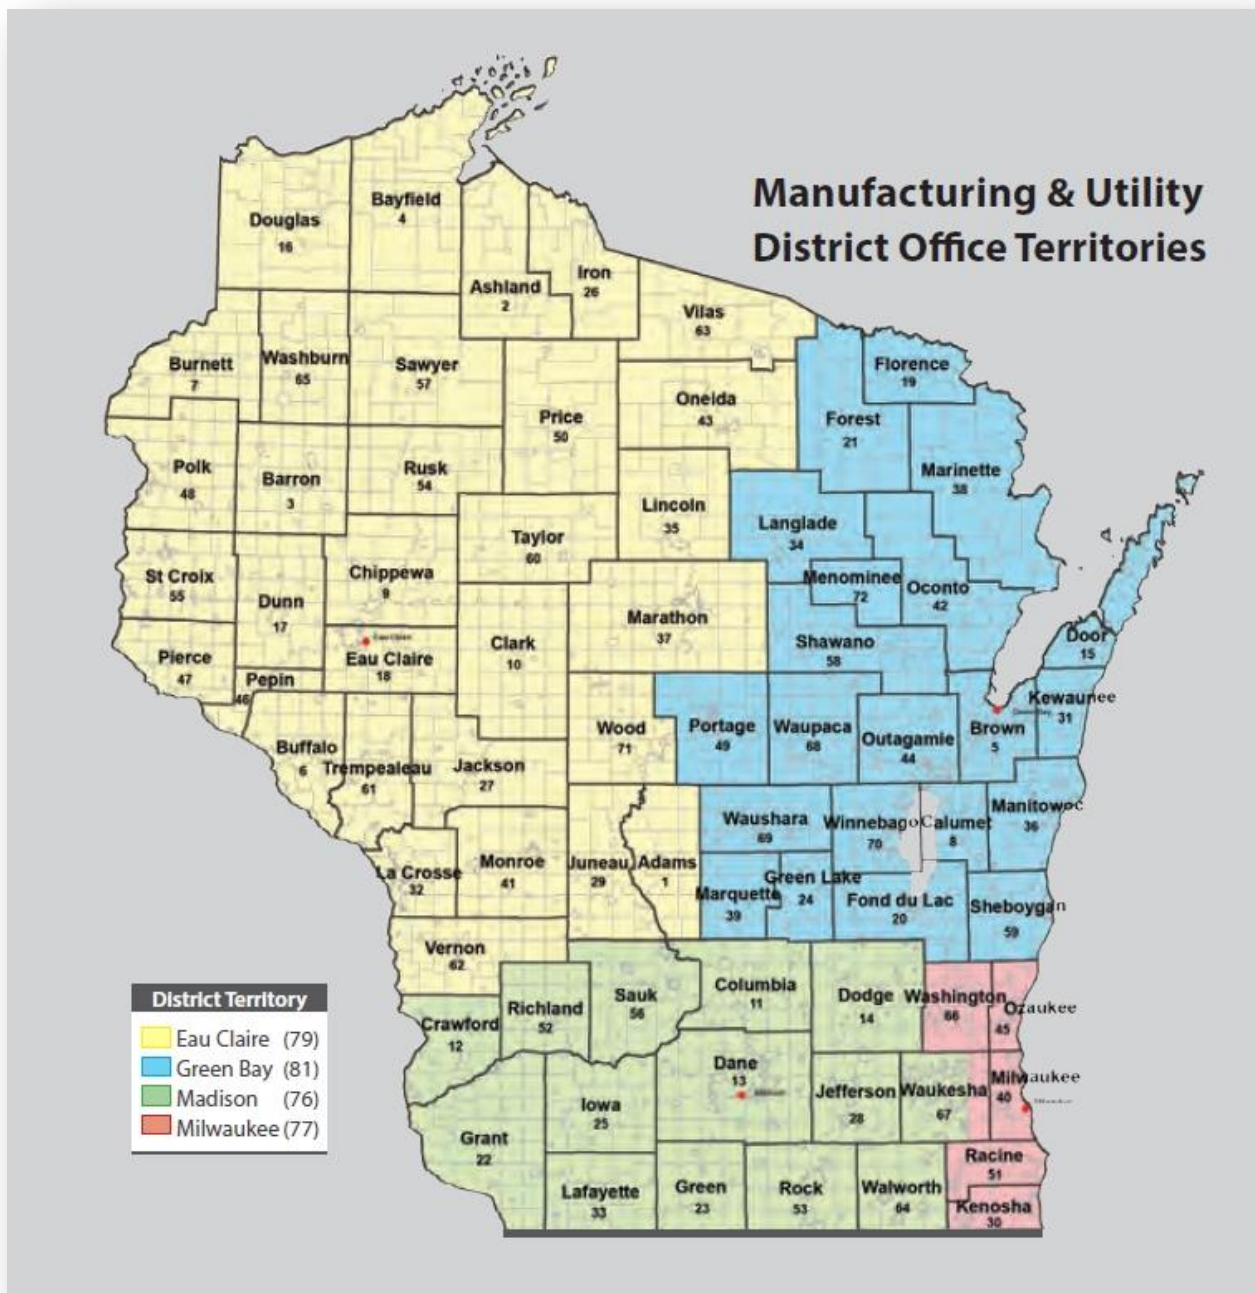 Manufacturing & Utility
District Office Territories
Bayfield
4
Douglas
16
Ashland
2
Iron
26
Vilas
63
Burnett
7
Washburn
65
Sawyer
57
Florence
19
Price
50
Oneida
43
Forest
21
Polk
48
Barron
3
Rusk
54
Marinette
38
Lincoln
35
Langlade
34
Taylor
60
St Croix
55
Chippewa
9
Menominee
72
Oconto
42
Dunn
17
Marathon
37
Clark
10
Shawano
58
Door
15
Pierce
47
Eau Claire
18
Pepin
46
Kewaunee
31
Buffalo
6
Trempealeau
61
Jackson
27
Wood
71
Portage
49
Waupaca
68
Outagamie
44
Brown
5
Manitowoc
36
Waushara
69
Winnebago
70
Calumet
8
La Crosse
32
Monroe
41
Juneau
29
Adams
1
Marquette
39
Green Lake
24
Fond du Lac
20
Sheboygan
59
Vernon
62
Richland
52
Sauk
56
Columbia
11
Dodge
14
Washington
66
Ozaukee
45
Crawford
12
Dane
13
Jefferson
28
Waukesha
67
Milwaukee
40
Iowa
25
Grant
22
Racine
51
Lafayette
33
Green
23
Rock
53
Walworth
64
Kenosha
30
District Territory
Eau Claire (79)
Green Bay (81)
Madison (76)
Milwaukee (77)